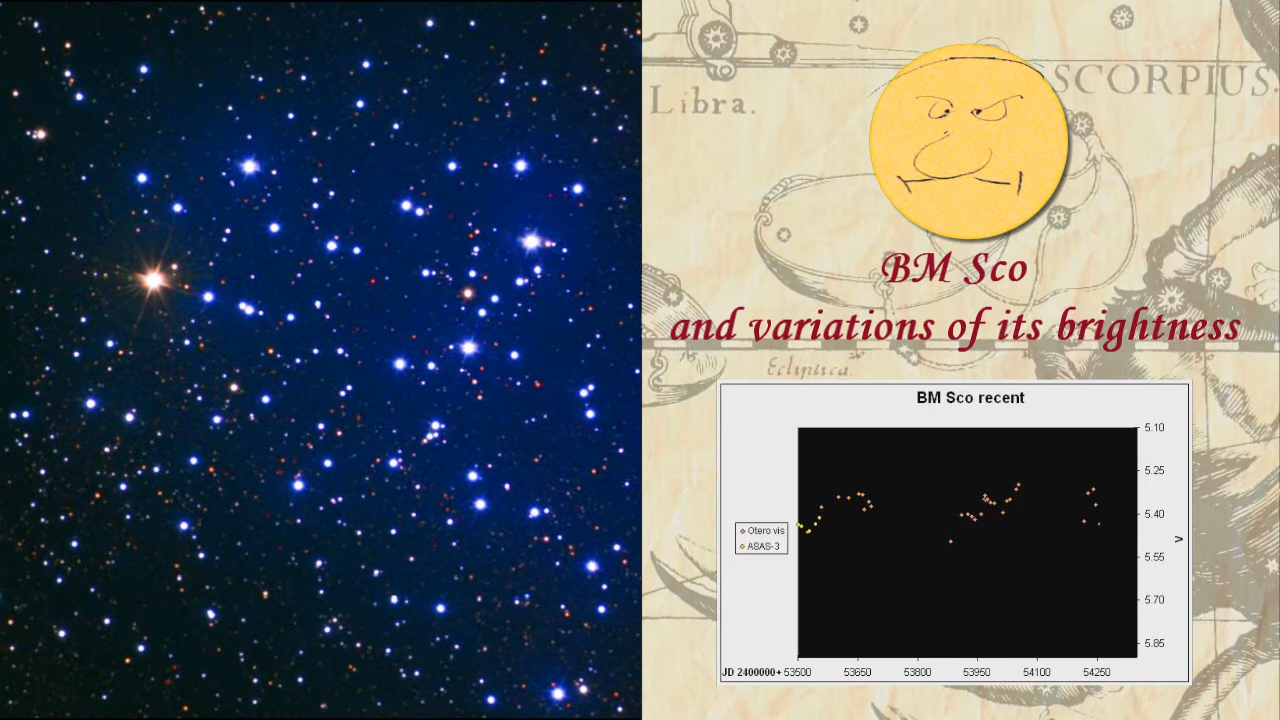 SCORPIUS.
Libra.
BM Sco
and variations of its brightness
Ecliptica.
BM Sco recent
5.10
5.25
5.40
5.55
5.70
5.85
V
Otero vis
ASAS-3
JD 2400000+ 53500 53650 53800 53950 54100 54250